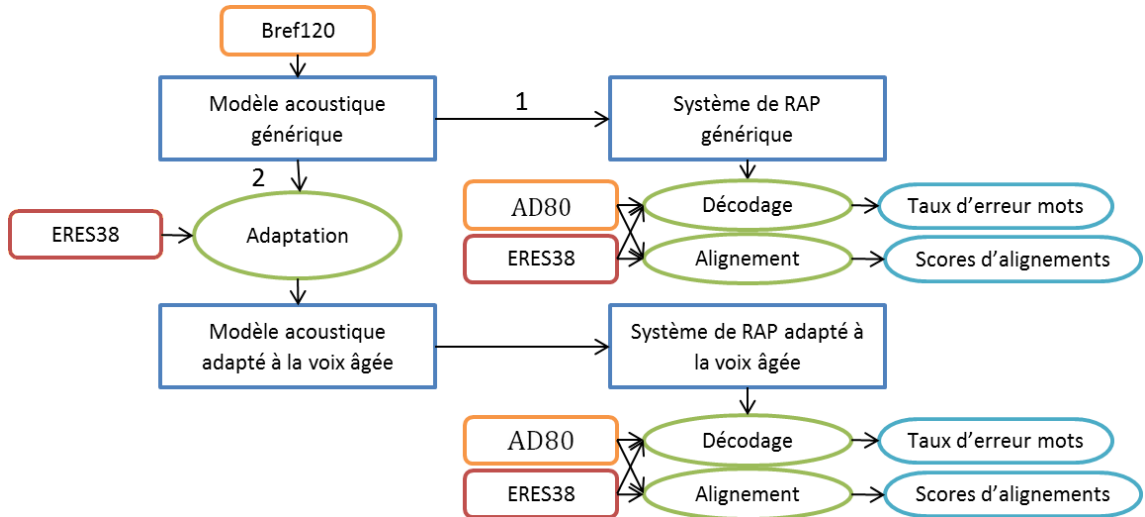 Bref120
Modèle acoustique
générique
1
Système de RAP
générique
2
AD80
Décodage
Taux d'erreur mots
ERES38
Adaptation
ERES38
Alignement
Scores d'alignements
Modèle acoustique
adapté à la voix âgée
Système de RAP adapté à
la voix âgée
AD80
Décodage
Taux d'erreur mots
ERES38
Alignement
Scores d'alignements